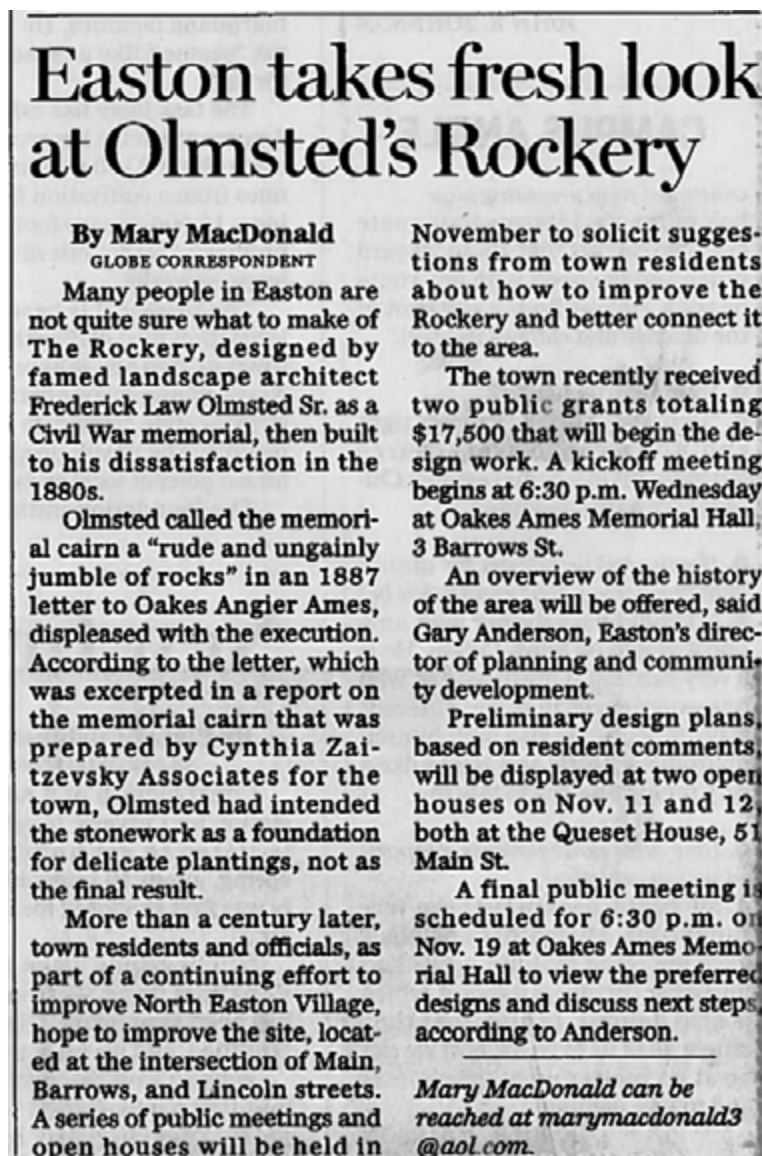 Easton takes fresh look
at Olmsted's Rockery
By Mary MacDonald
GLOBE CORRESPONDENT
Many people in Easton are
not quite sure what to make of
The Rockery, designed by
famed landscape architect
Frederick Law Olmsted Sr. as a
Civil War memorial, then built
to his dissatisfaction in the
1880s.
Olmsted called the memori-
al cairn a “rude and ungainly
jumble of rocks” in an 1887
letter to Oakes Angier Ames,
displeased with the execution.
According to the letter, which
was excerpted in a report on
the memorial cairn that was
prepared by Cynthia Zai-
tzevsky Associates for the
town, Olmsted had intended
the stonework as a foundation
for delicate plantings, not as
the final result.
More than a century later,
town residents and officials, as
part of a continuing effort to
improve North Easton Village,
hope to improve the site, locat-
ed at the intersection of Main,
Barrows, and Lincoln streets.
A series of public meetings and
open houses will be held in
November to solicit sugges-
tions from town residents
about how to improve the
Rockery and better connect it
to the area.
The town recently received
two public grants totaling
$17,500 that will begin the de-
sign work. A kickoff meeting
begins at 6:30 p.m. Wednesday
at Oakes Ames Memorial Hall,
3 Barrows St.
An overview of the history
of the area will be offered, said
Gary Anderson, Easton's direc-
tor of planning and communi-
ty development.
Preliminary design plans,
based on resident comments,
will be displayed at two open
houses on Nov. 11 and 12,
both at the Queset House, 51
Main St.
A final public meeting is
scheduled for 6:30 p.m. on
Nov. 19 at Oakes Ames Memo-
rial Hall to view the preferred
designs and discuss next steps,
according to Anderson.
Mary MacDonald can be
reached at marymacdonald3
@aol.com.